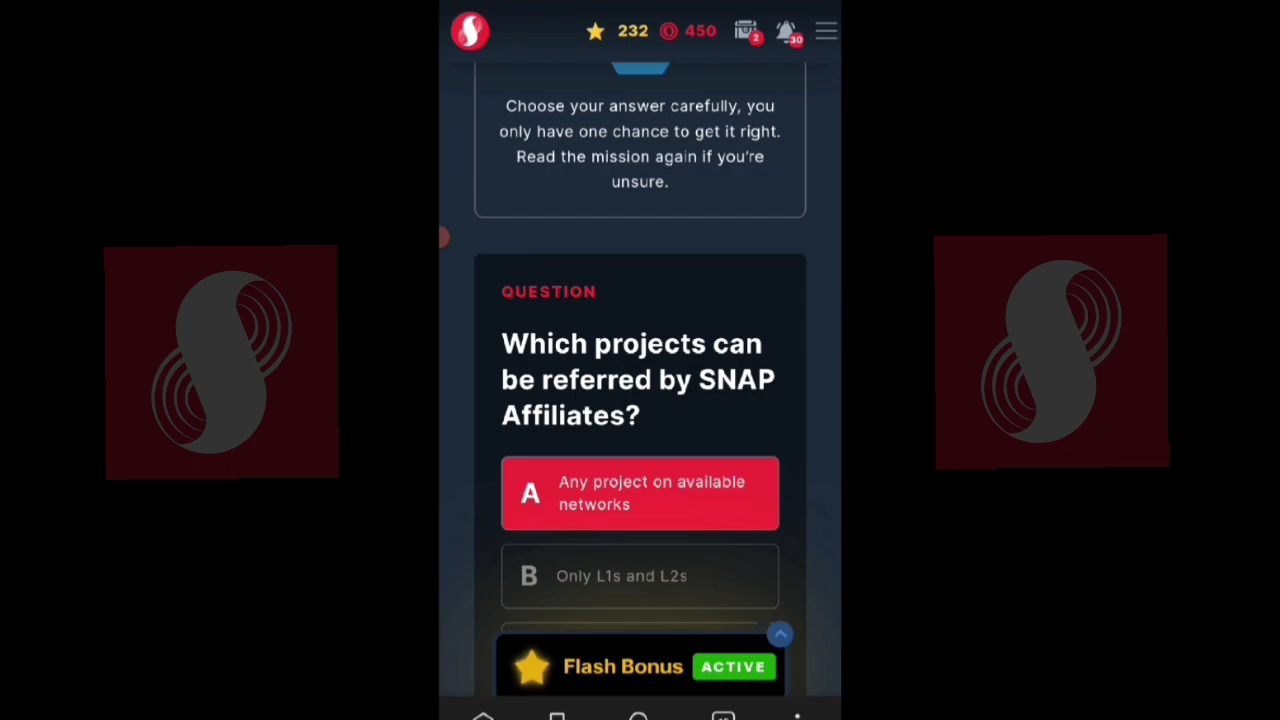 232 450 2 30
Choose your answer carefully, you
only have one chance to get it right.
Read the mission again if you're
unsure.
QUESTION
Which projects can
be referred by SNAP
Affiliates?
A Any project on available
networks
B Only L1s and L2s
Flash Bonus ACTIVE